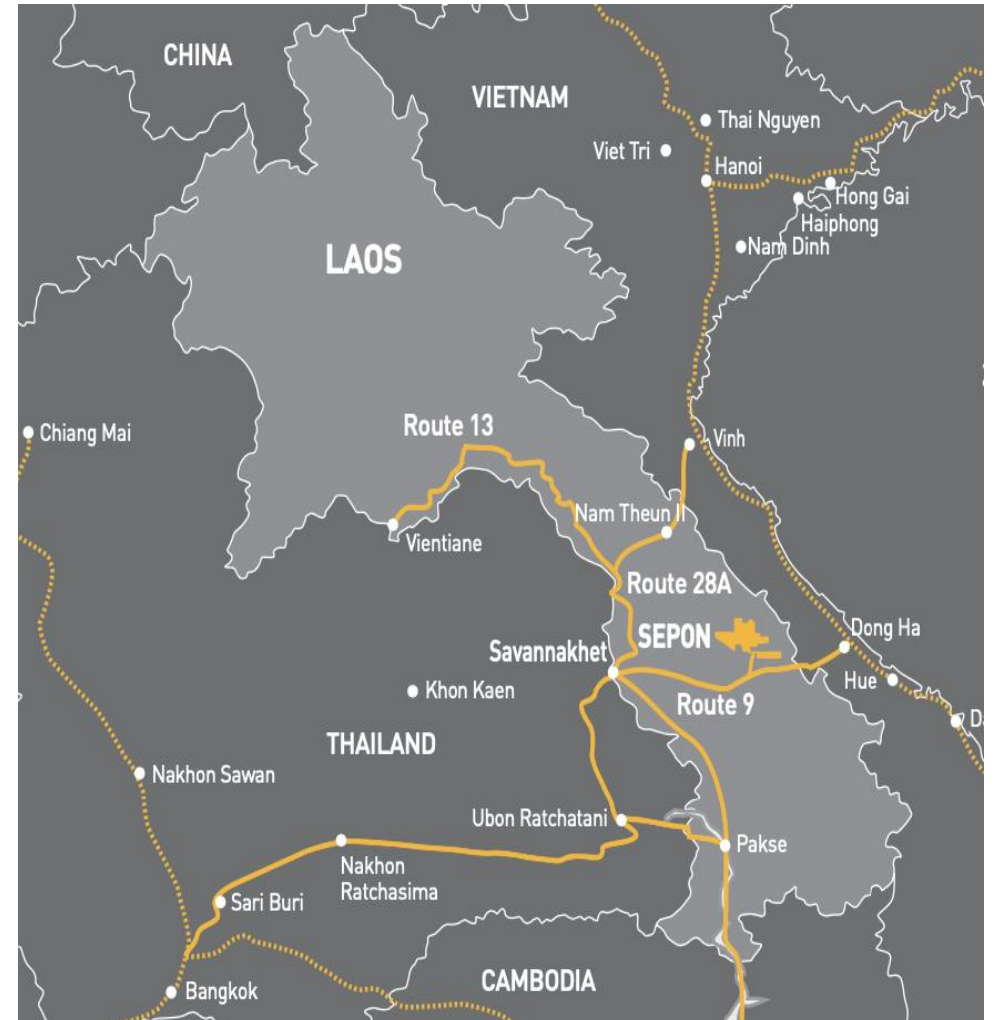 CHINA
VIETNAM
Thai Nguyen
Viet Tri
Hanoi
Hong Gai
Haiphong
Nam Dinh
LAOS
Route 13
Chiang Mai
Vinh
Nam Theun II
Vientiane
Route 28A
SEPON
Dong Ha
Savannakhet
Hue
Khon Kaen
Route 9
Da
THAILAND
Nakhon Sawan
Ubon Ratchatani
Pakse
Nakhon
Ratchasima
Sari Buri
CAMBODIA
Bangkok